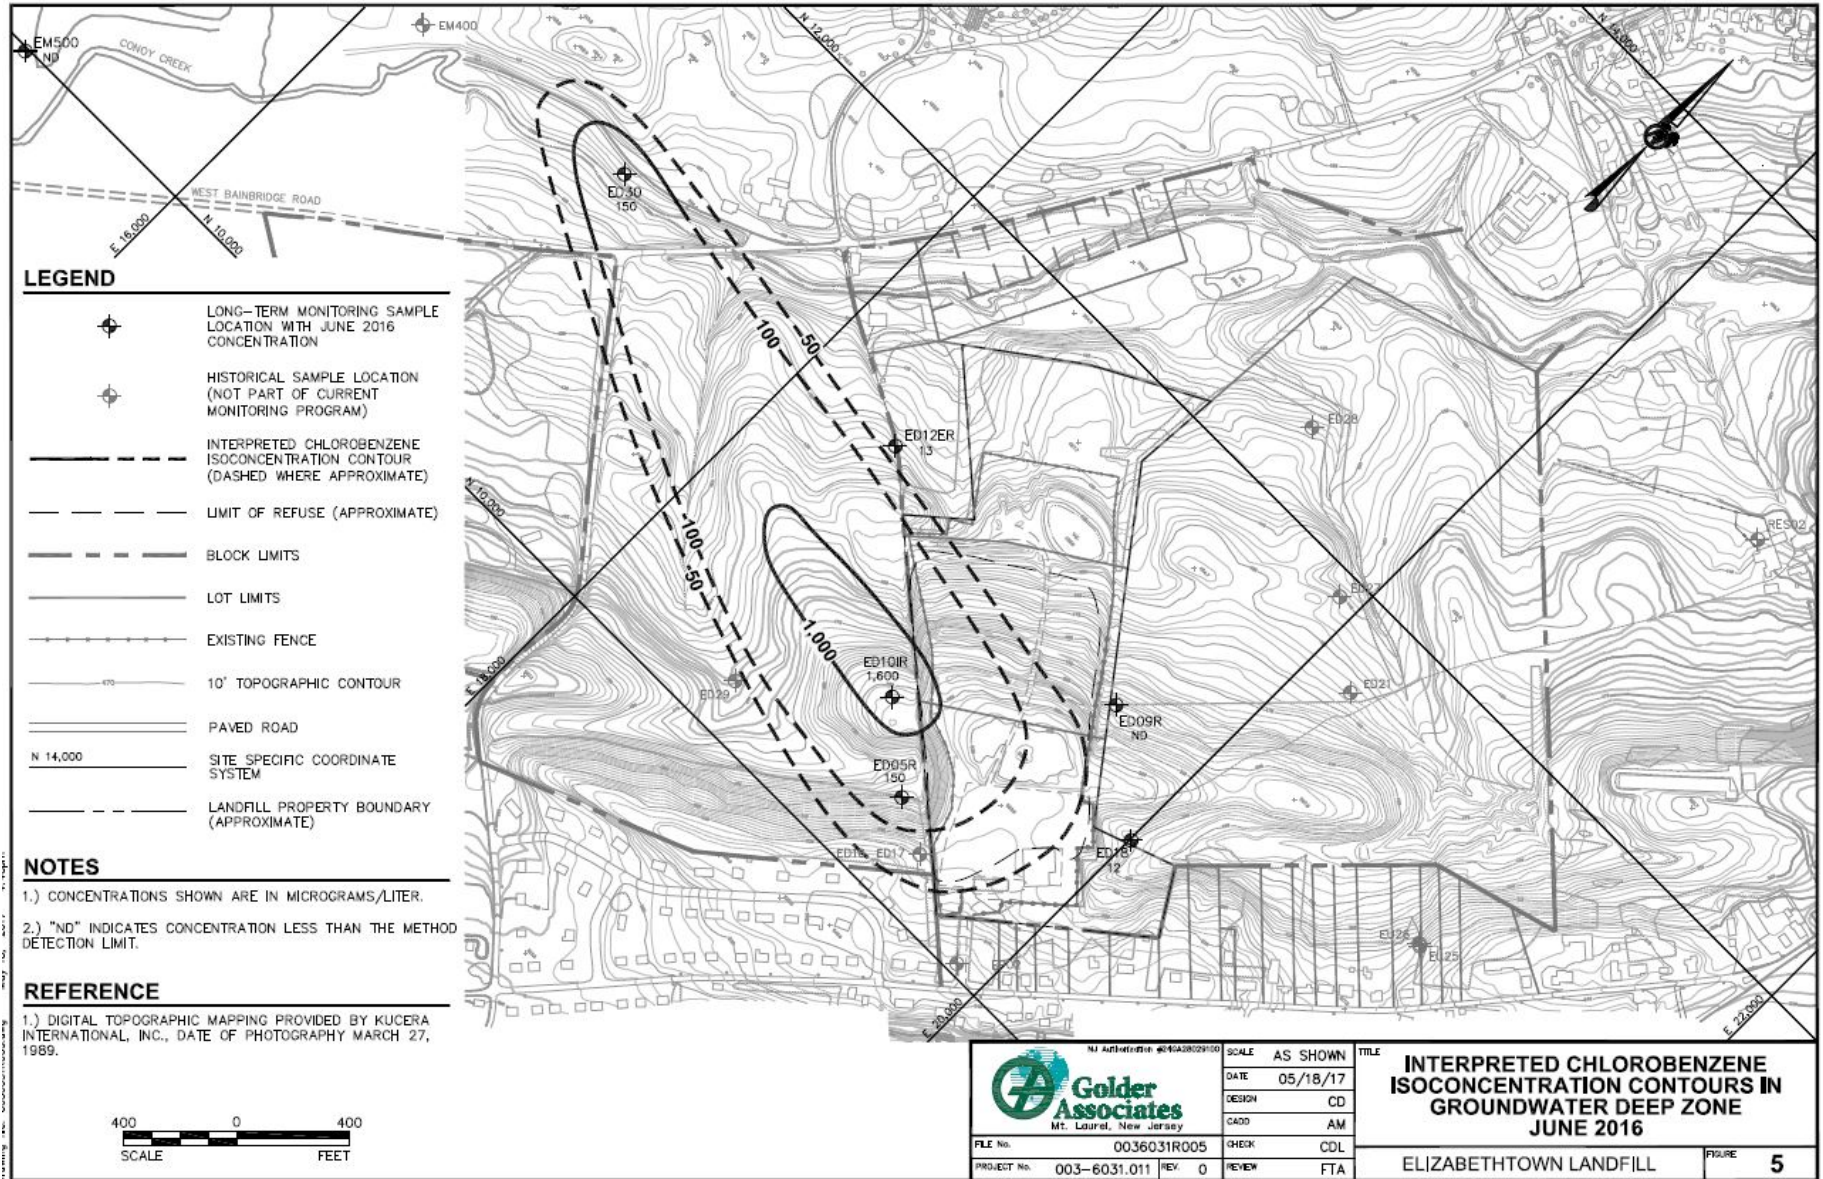 EM500
ND
CONOY CREEK
EM400
N 12,000
N 14,000
WEST BAINBRIDGE ROAD
E 16,000
N 10,000
ED30
150
100
50
ED12ER
13
ED28
RES02
N 10,000
100
50
1,000
ED27
ED10IR
1,600
ED29
E 18,000
ED21
ED09R
ND
ED05R
150
ED17
ED18
12
ED26
ED25
E 20,000
E 22,000
LEGEND
LONG-TERM MONITORING SAMPLE
LOCATION WITH JUNE 2016
CONCENTRATION
HISTORICAL SAMPLE LOCATION
(NOT PART OF CURRENT
MONITORING PROGRAM)
INTERPRETED CHLOROBENZENE
ISOCONCENTRATION CONTOUR
(DASHED WHERE APPROXIMATE)
LIMIT OF REFUSE (APPROXIMATE)
BLOCK LIMITS
LOT LIMITS
EXISTING FENCE
470
10' TOPOGRAPHIC CONTOUR
PAVED ROAD
N 14,000
SITE SPECIFIC COORDINATE
SYSTEM
LANDFILL PROPERTY BOUNDARY
(APPROXIMATE)
NOTES
1.) CONCENTRATIONS SHOWN ARE IN MICROGRAMS/LITER.
2.) "ND" INDICATES CONCENTRATION LESS THAN THE METHOD
DETECTION LIMIT.
REFERENCE
1.) DIGITAL TOPOGRAPHIC MAPPING PROVIDED BY KUCERA
INTERNATIONAL, INC., DATE OF PHOTOGRAPHY MARCH 27,
1989.
400 0 400
SCALE FEET
NJ Authorization #24GA28029100
Golder
Associates
Mt. Laurel, New Jersey
FILE No. 0036031R005
PROJECT No. 003-6031.011 REV. 0
SCALE AS SHOWN
DATE 05/18/17
DESIGN CD
CADD AM
CHECK CDL
REVIEW FTA
TITLE
INTERPRETED CHLOROBENZENE
ISOCONCENTRATION CONTOURS IN
GROUNDWATER DEEP ZONE
JUNE 2016
ELIZABETHTOWN LANDFILL
FIGURE 5